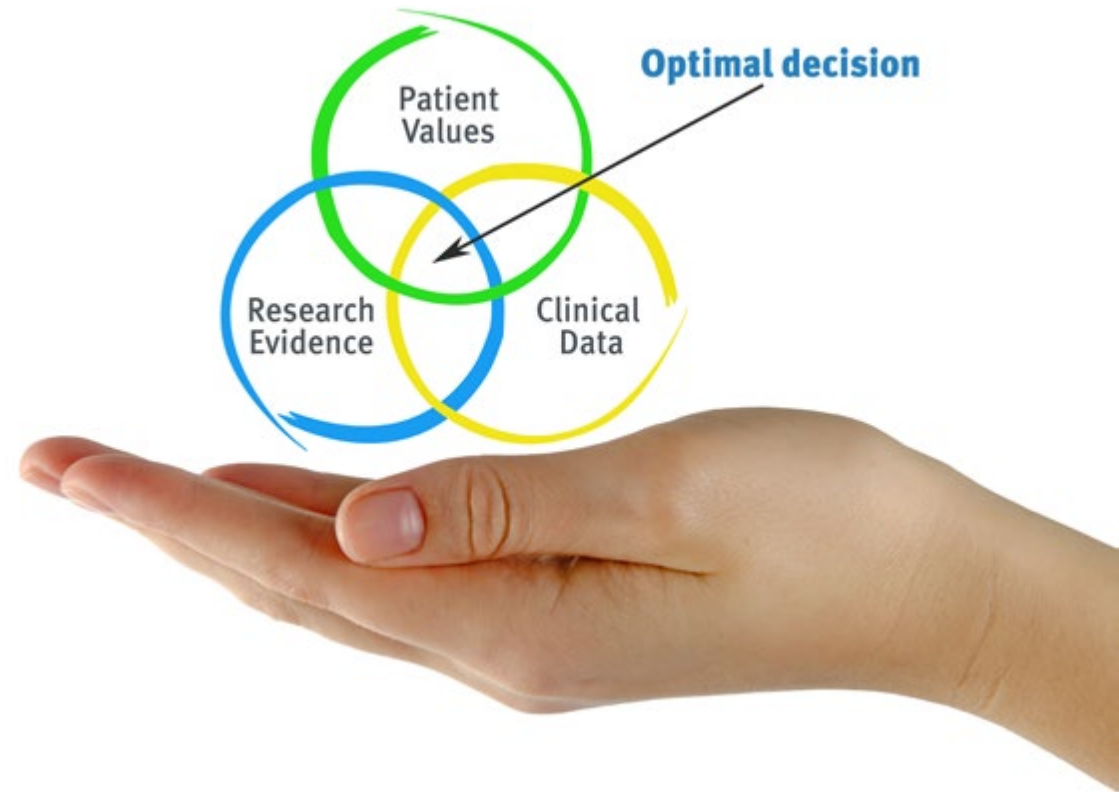 Optimal decision
Patient
Values
Research
Evidence
Clinical
Data